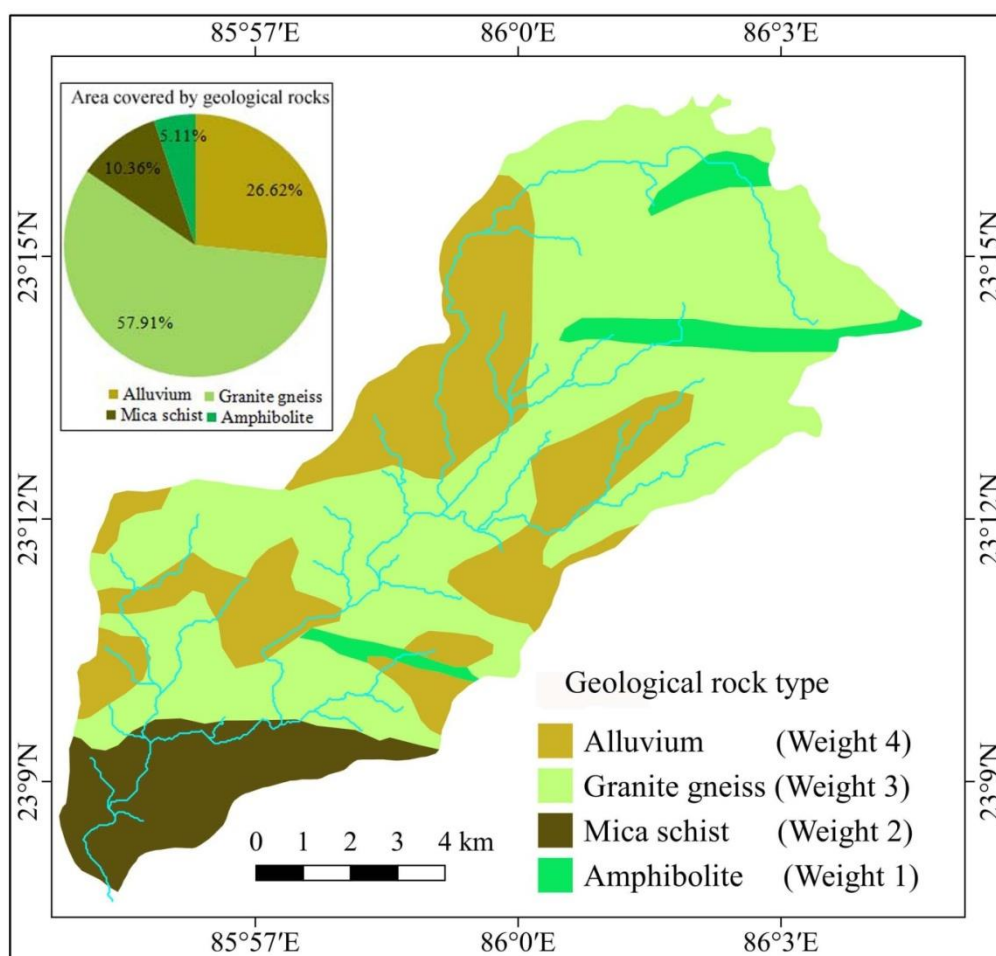 85°57′E 86°0′E 86°3′E
Area covered by geological rocks
5.11%
10.36%
26.62%
57.91%
Alluvium Granite gneiss
Mica schist Amphibolite
23°15′N 23°15′N
23°12′N 23°12′N
23°9′N 23°9′N
Geological rock type
Alluvium (Weight 4)
Granite gneiss (Weight 3)
Mica schist (Weight 2)
Amphibolite (Weight 1)
0 1 2 3 4 km
85°57′E 86°0′E 86°3′E